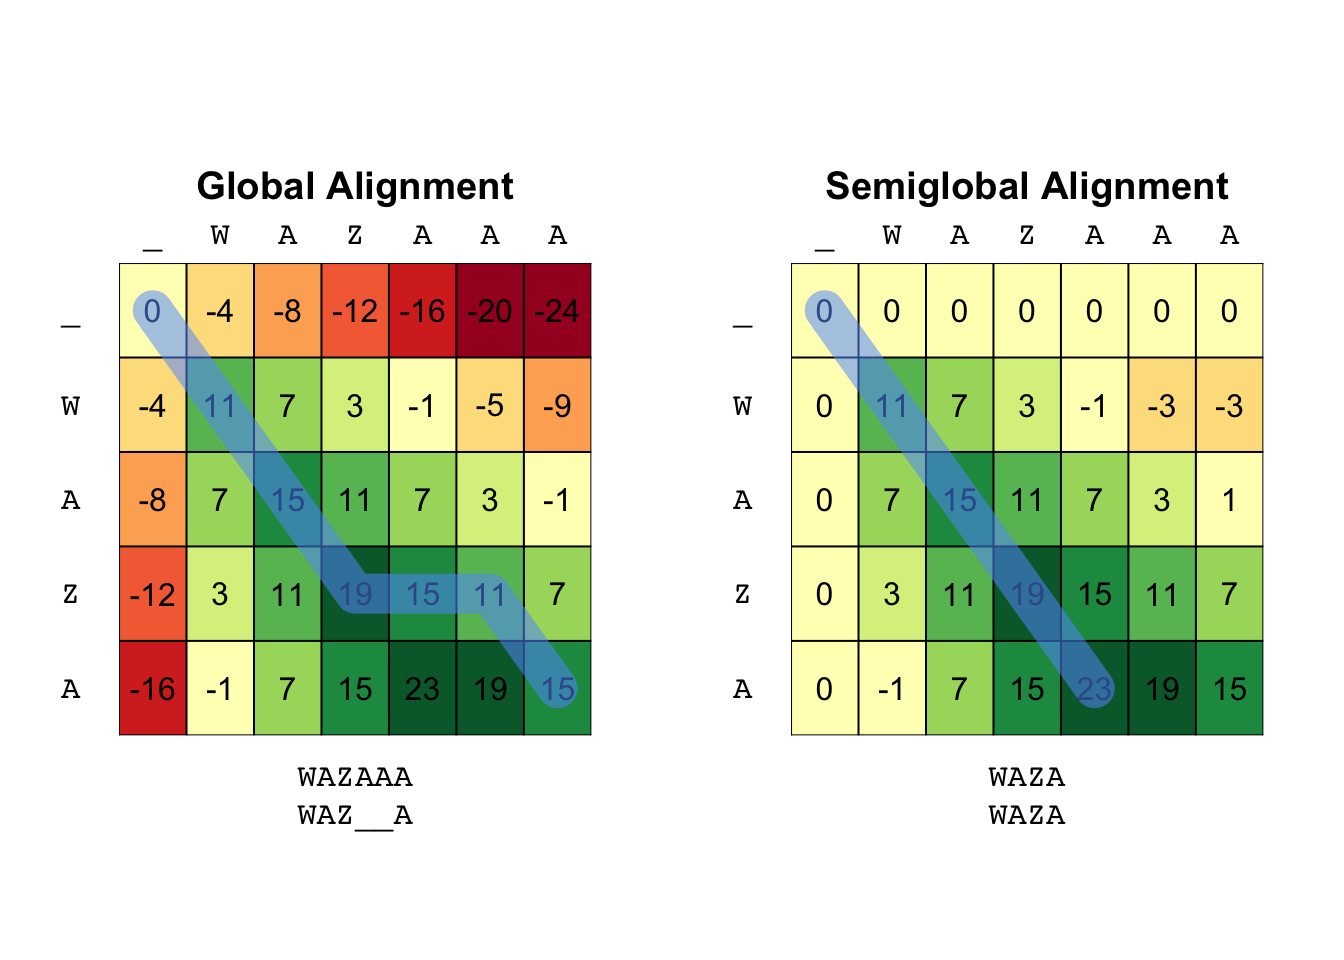 Global Alignment
_ W A Z A A A
_ 0 -4 -8 -12 -16 -20 -24
W -4 11 7 3 -1 -5 -9
A -8 7 15 11 7 3 -1
Z -12 3 11 19 15 11 7
A -16 -1 7 15 23 19 15
WAZAAA
WAZ__A
Semiglobal Alignment
_ W A Z A A A
_ 0 0 0 0 0 0 0
W 0 11 7 3 -1 -3 -3
A 0 7 15 11 7 3 1
Z 0 3 11 19 15 11 7
A 0 -1 7 15 23 19 15
WAZA
WAZA